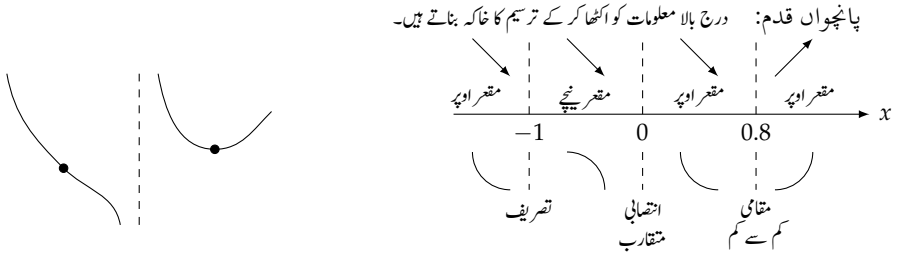 پانچواں قدم: درج بالا معلومات کو اکٹھا کر کے ترسیم کا خاکہ بناتے ہیں۔
مقعر اوپر مقعر نیچے مقعر اوپر مقعر اوپر
x
−1 0 0.8
تصریف انتصابی مقامی
متقارب کم سے کم